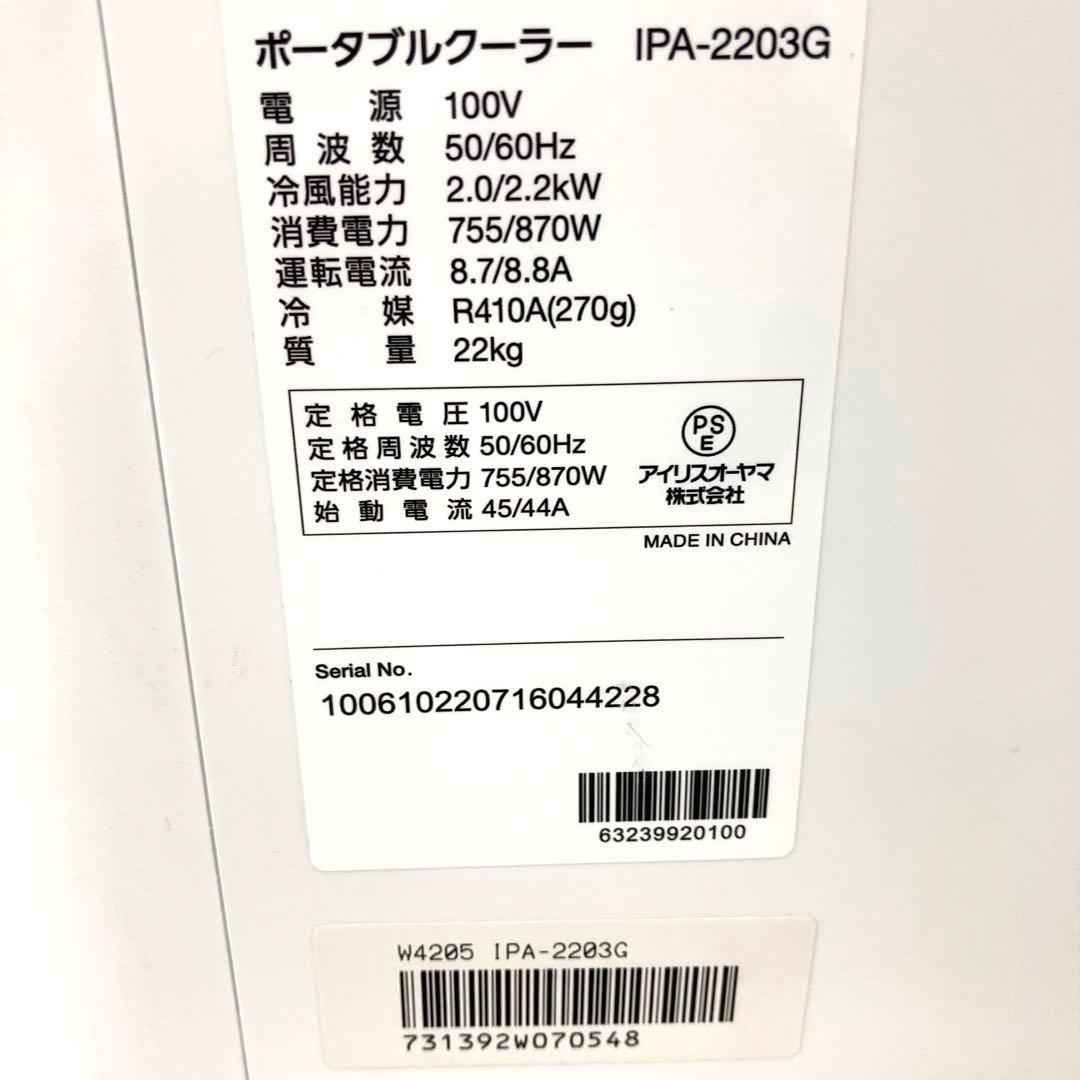 ポータブルクーラー IPA-2203G
電源 100V
周波数 50/60Hz
冷風能力 2.0/2.2kW
消費電力 755/870W
運転電流 8.7/8.8A
冷媒 R410A(270g)
質量 22kg
定格電圧 100V
定格周波数 50/60Hz
定格消費電力 755/870W
始動電流 45/44A
PS
E
アイリスオーヤマ
株式会社
MADE IN CHINA
Serial No.
100610220716044228
63239920100
W4205 IPA-2203G
731392W070548